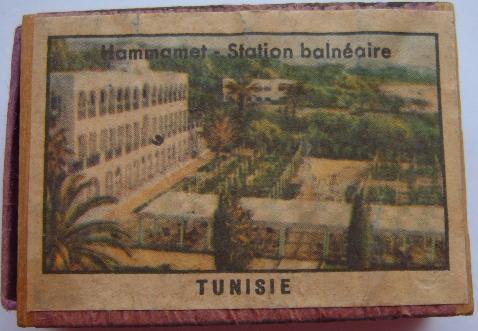 Hammamet - Station balnéaire
TUNISIE